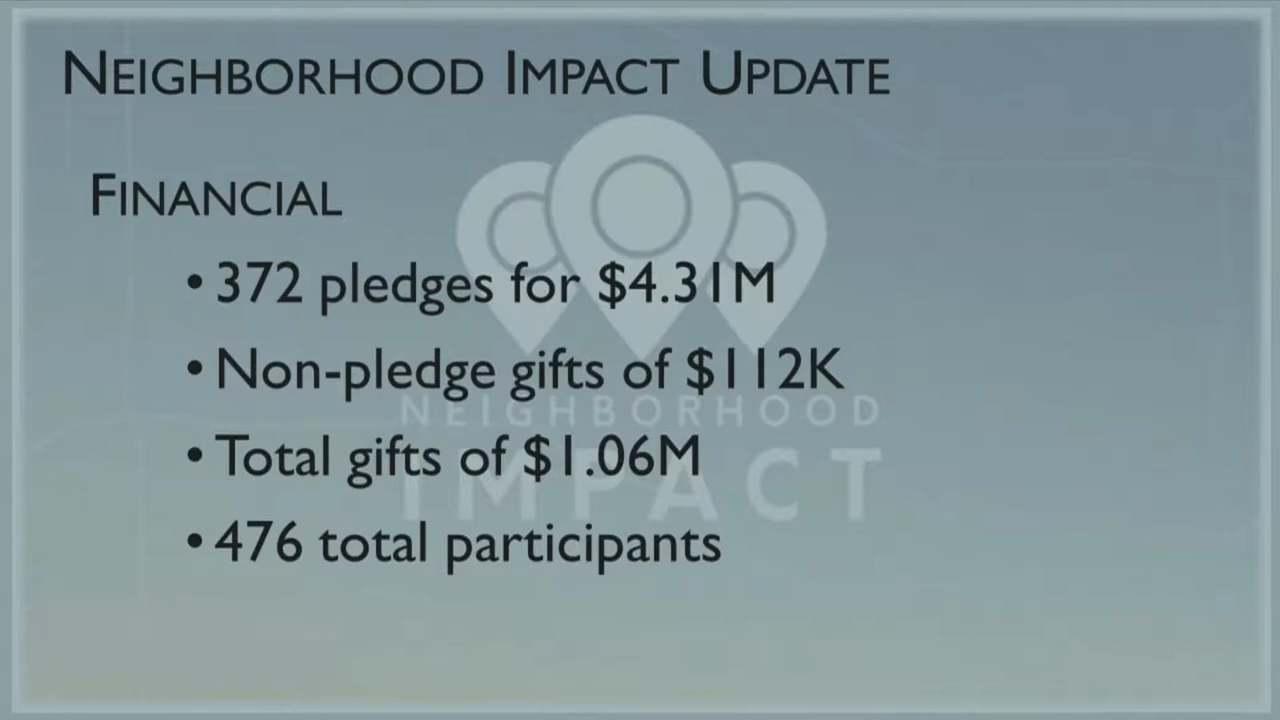 NEIGHBORHOOD IMPACT UPDATE
FINANCIAL
• 372 pledges for $4.31M
• Non-pledge gifts of $112K
NEIGHBORHOOD
• Total gifts of $1.06M
IMPACT
• 476 total participants